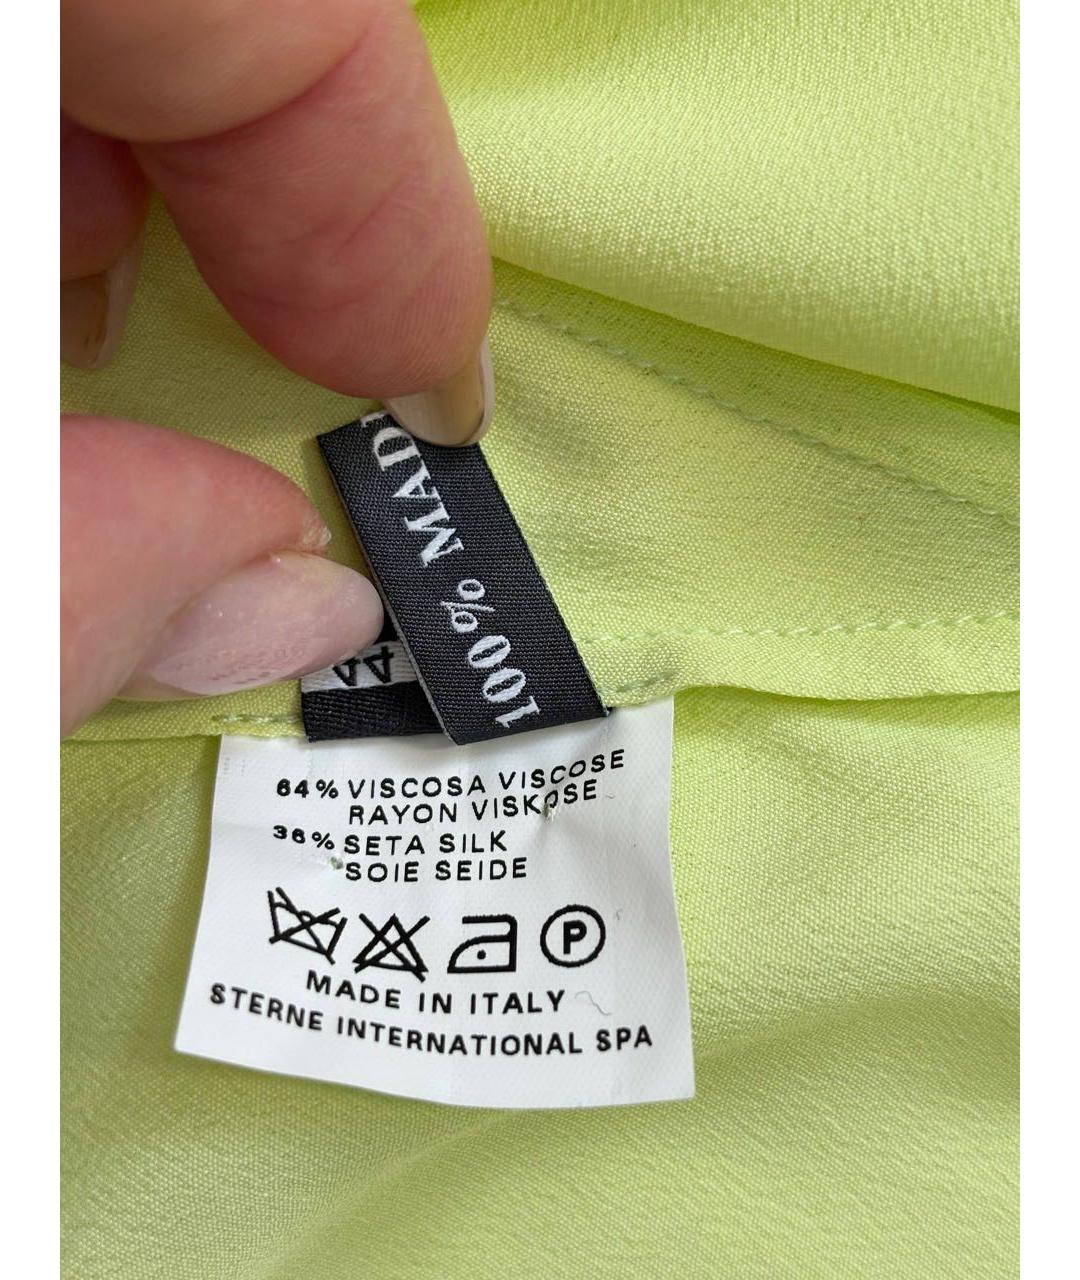 100% MADE
44
64% VISCOSA VISCOSE
RAYON VISKOSE
36% SETA SILK
SOIE SEIDE
P
MADE IN ITALY
STERNE INTERNATIONAL SPA